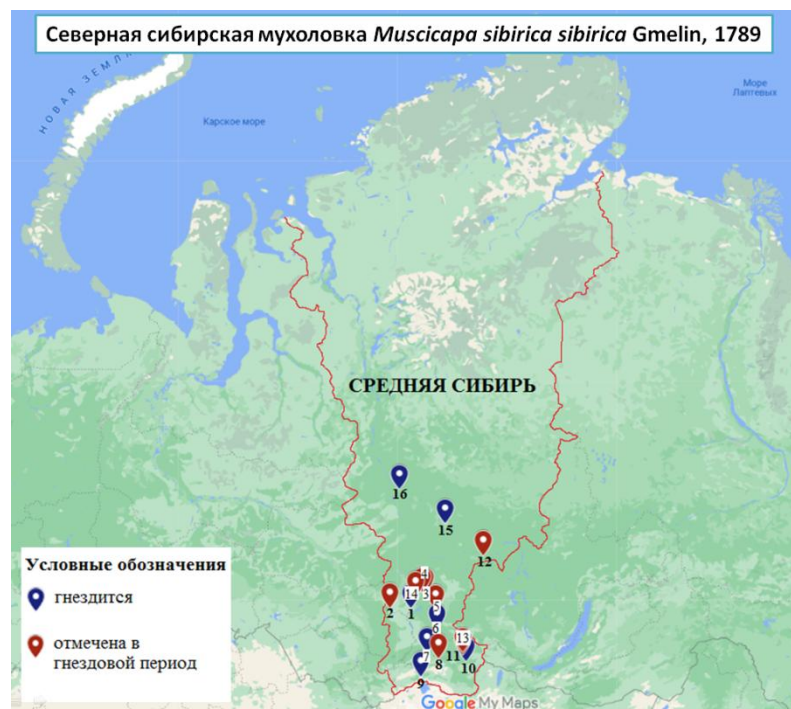 Северная сибирская мухоловка Muscicapa sibirica sibirica Gmelin, 1789
НОВАЯ ЗЕМЛЯ
Карское море
Море
Лаптевых
СРЕДНЯЯ СИБИРЬ
16
15
12
4
14
3
2
1
5
6
13
7
8
11
10
9
Условные обозначения
гнездится
отмечена в
гнездовой период
Google My Maps